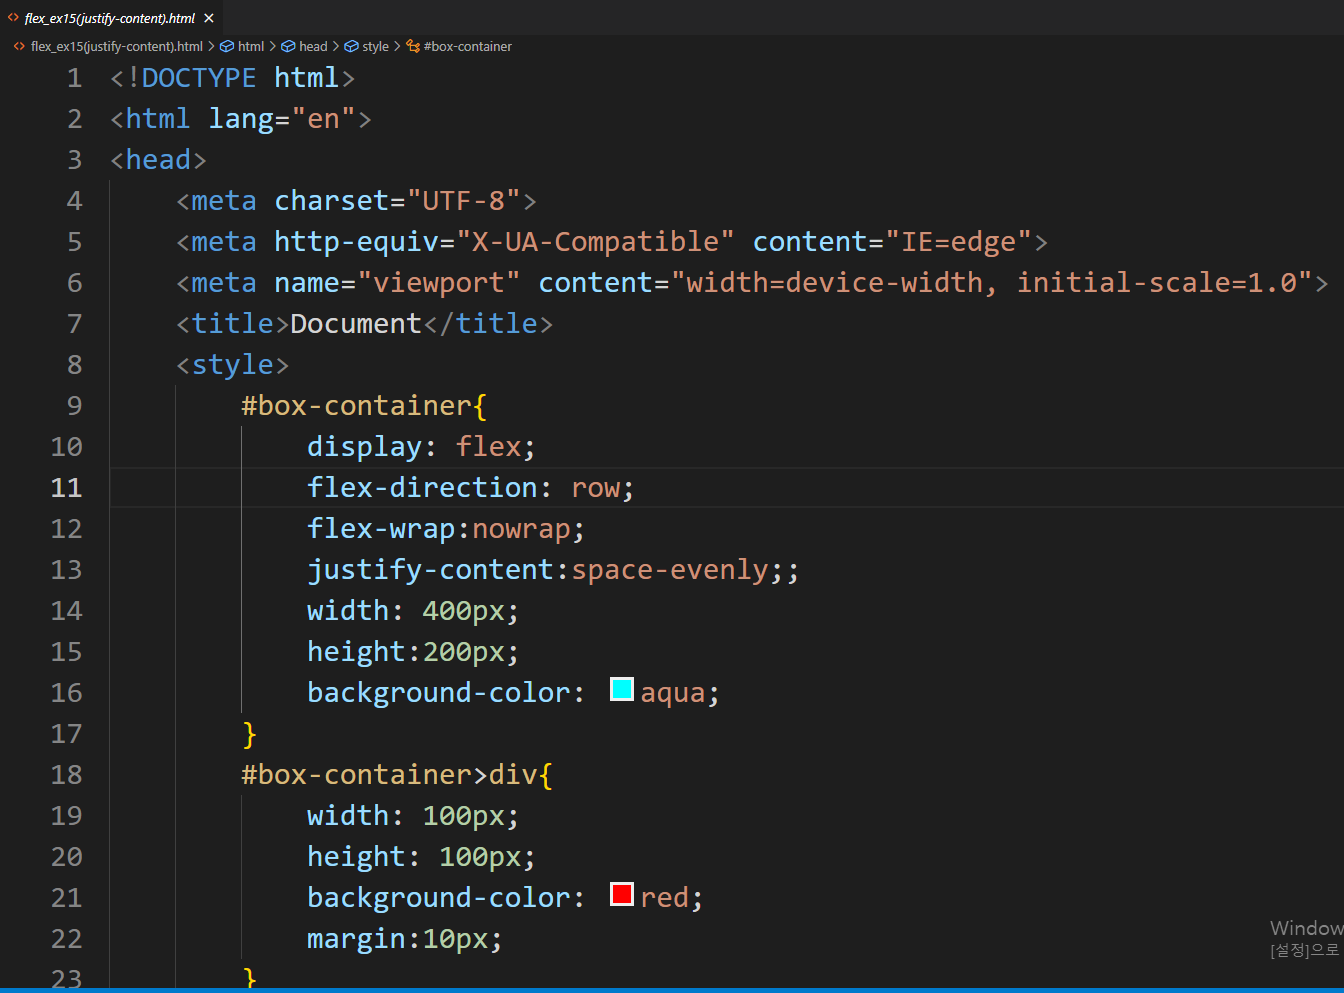 flex_ex15(justify-content).html ×
flex_ex15(justify-content).html > html > head > style > #box-container
1 <!DOCTYPE html>
2 <html lang="en">
3 <head>
4 <meta charset="UTF-8">
5 <meta http-equiv="X-UA-Compatible" content="IE=edge">
6 <meta name="viewport" content="width=device-width, initial-scale=1.0">
7 <title>Document</title>
8 <style>
9 #box-container{
10 display: flex;
11 flex-direction: row;
12 flex-wrap:nowrap;
13 justify-content:space-evenly;;
14 width: 400px;
15 height:200px;
16 background-color: aqua;
17 }
18 #box-container>div{
19 width: 100px;
20 height: 100px;
21 background-color: red;
22 margin:10px;
23 }
Window
[설정]으로